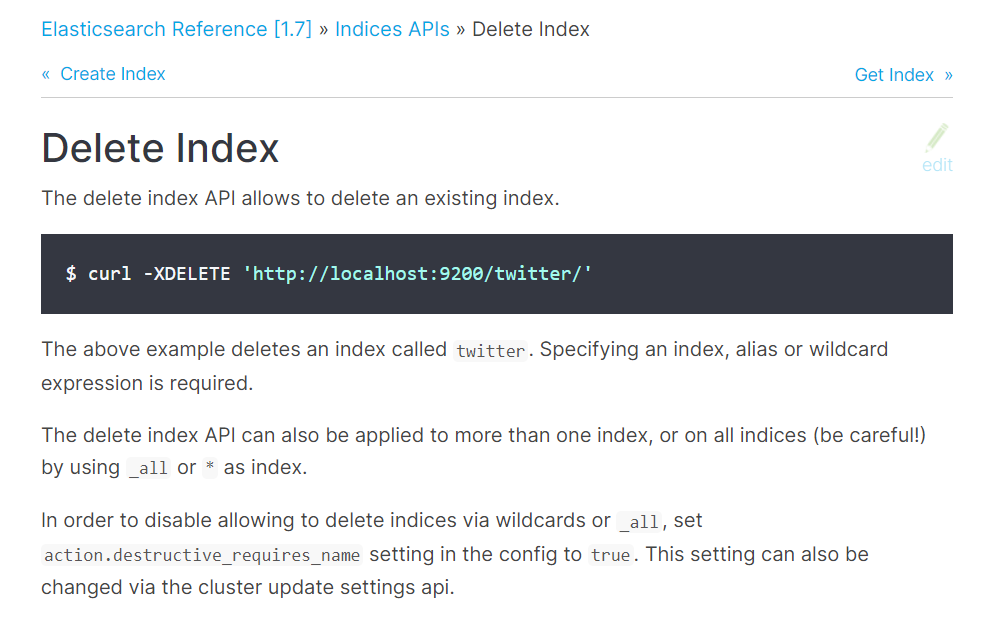 Elasticsearch Reference [1.7] » Indices APIs » Delete Index
« Create Index
Get Index »
Delete Index
edit
The delete index API allows to delete an existing index.
$ curl -XDELETE 'http://localhost:9200/twitter/'
The above example deletes an index called twitter. Specifying an index, alias or wildcard
expression is required.
The delete index API can also be applied to more than one index, or on all indices (be careful!)
by using _all or * as index.
In order to disable allowing to delete indices via wildcards or _all, set
action.destructive_requires_name setting in the config to true. This setting can also be
changed via the cluster update settings api.